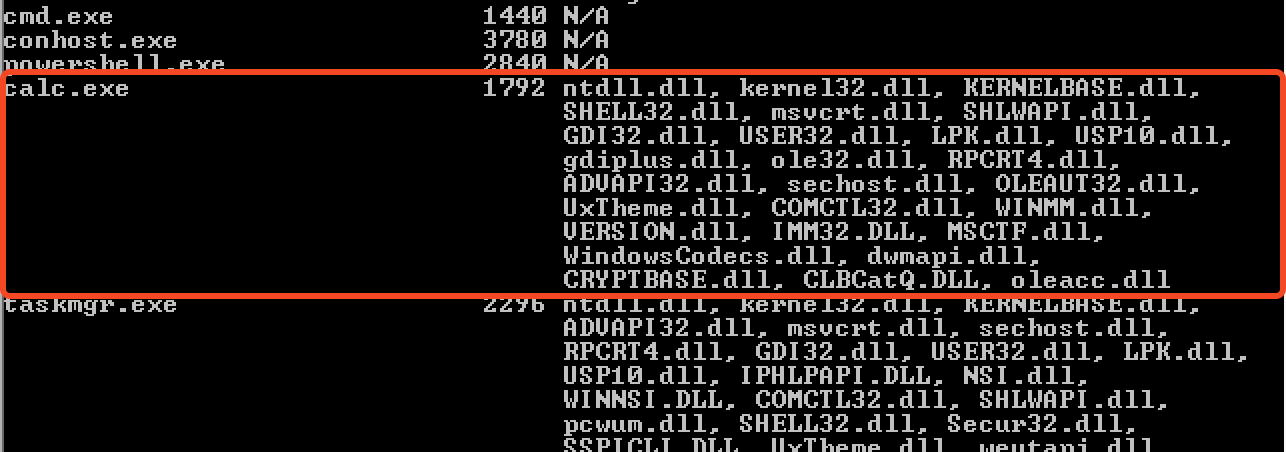 cmd.exe 1440 N/A
conhost.exe 3780 N/A
powershell.exe 2840 N/A
calc.exe 1792 ntdll.dll, kernel32.dll, KERNELBASE.dll,
SHELL32.dll, msvcrt.dll, SHLWAPI.dll,
GDI32.dll, USER32.dll, LPK.dll, USP10.dll,
gdiplus.dll, ole32.dll, RPCRT4.dll,
ADVAPI32.dll, sechost.dll, OLEAUT32.dll,
UxTheme.dll, COMCTL32.dll, WINMM.dll,
VERSION.dll, IMM32.DLL, MSCTF.dll,
WindowsCodecs.dll, dwmapi.dll,
CRYPTBASE.dll, CLBCatQ.DLL, oleacc.dll
taskmgr.exe 2296 ntdll.dll, kernel32.dll, KERNELBASE.dll,
ADVAPI32.dll, msvcrt.dll, sechost.dll,
RPCRT4.dll, GDI32.dll, USER32.dll, LPK.dll,
USP10.dll, IPHLPAPI.DLL, NSI.dll,
WINNSI.DLL, COMCTL32.dll, SHLWAPI.dll,
pcwum.dll, SHELL32.dll, Secur32.dll,
SSPICLI.DLL, UxTheme.dll, wevtapi.dll